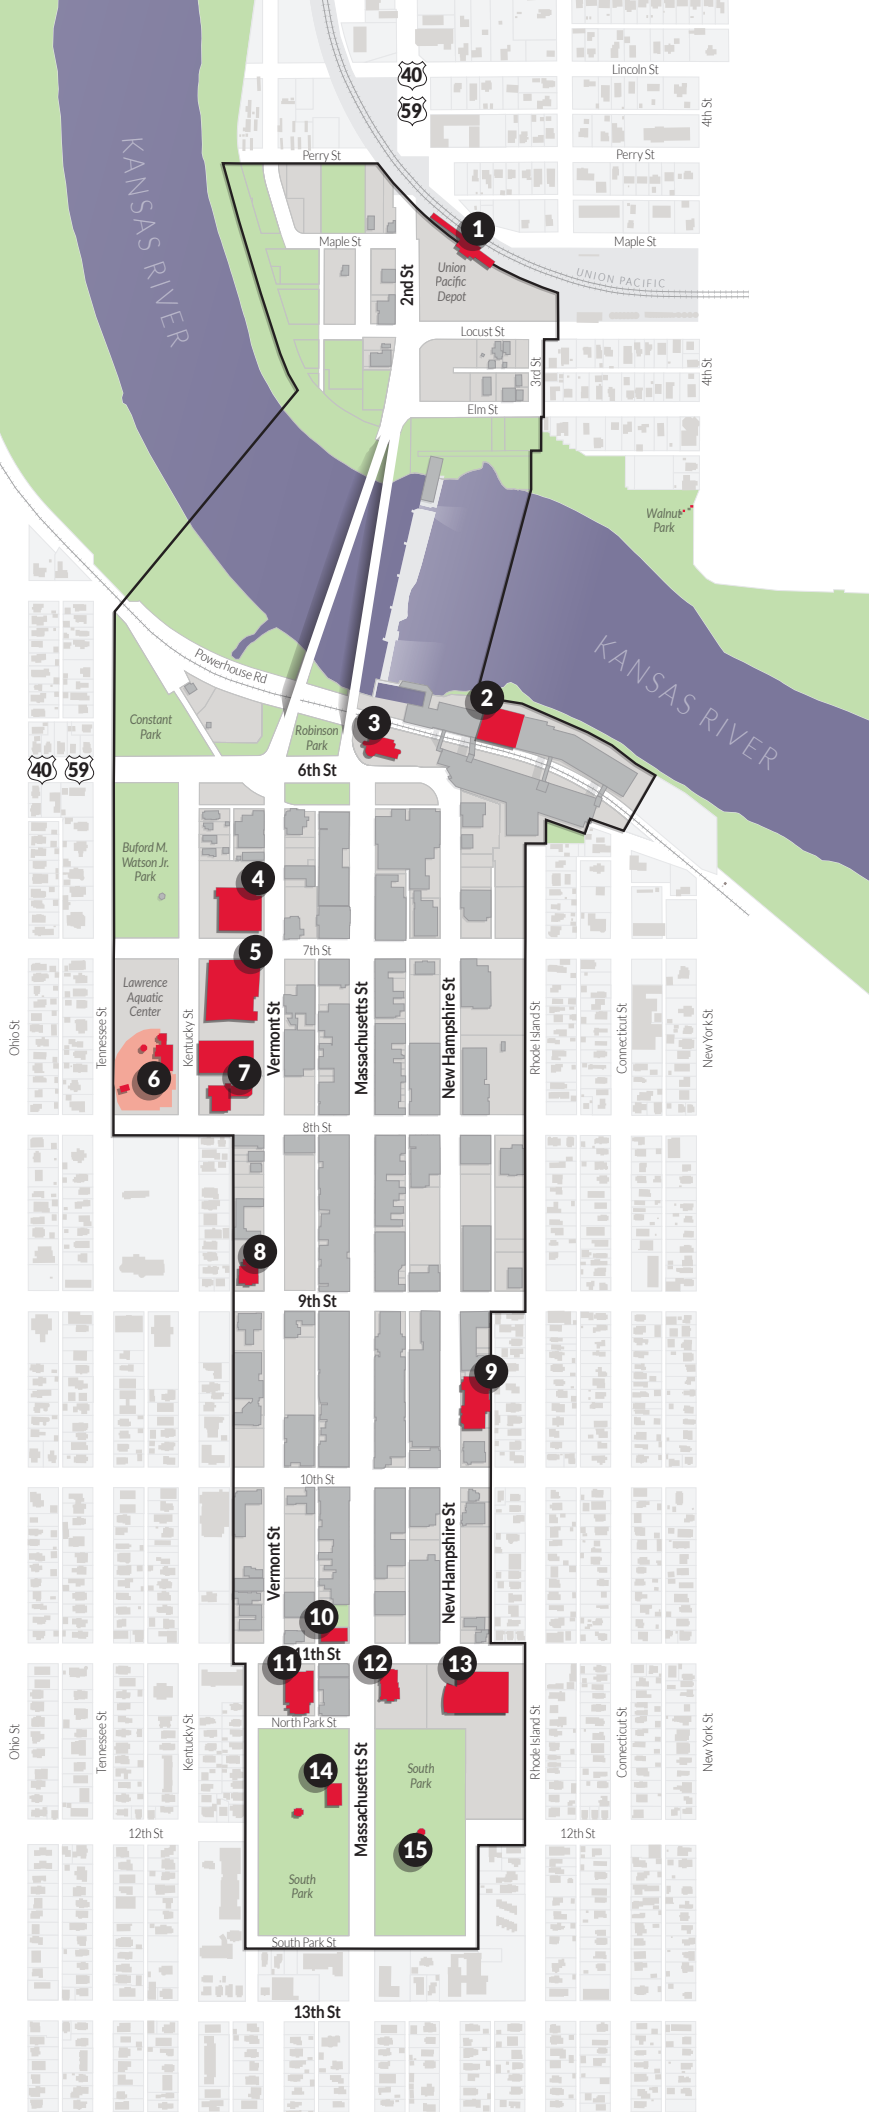 40
59
Lincoln St
4th St
Perry St
Perry St
KANSAS RIVER
1
Maple St
Maple St
2nd St
Union
Pacific
Depot
UNION PACIFIC
Locust St
3rd St
4th St
Elm St
Walnut
Park
KANSAS RIVER
Powerhouse Rd
2
3
Constant
Park
Robinson
Park
40
59
6th St
Buford M.
Watson Jr.
Park
4
5
7th St
Lawrence
Aquatic
Center
Ohio St
Tennessee St
Kentucky St
Vermont St
Massachusetts St
New Hampshire St
Rhode Island St
Connecticut St
New York St
6
7
8th St
8
9th St
9
10th St
Vermont St
New Hampshire St
10
11th St
11
12
13
North Park St
Ohio St
Tennessee St
Kentucky St
Massachusetts St
Rhode Island St
Connecticut St
New York St
14
South
Park
12th St
12th St
15
South
Park
South Park St
13th St